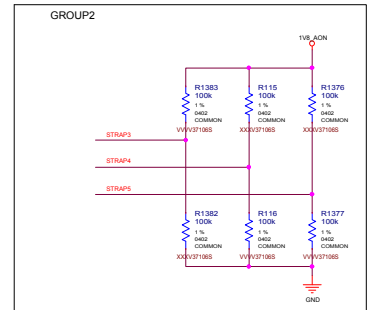 GROUP2
1V8_AON
R1383
100k
1 %
0402
COMMON
VVVV37106S
R115
100k
1 %
0402
COMMON
XXXV37106S
R1376
100k
1 %
0402
COMMON
XXXV37106S
STRAP3
STRAP4
STRAP5
R1382
100k
1 %
0402
COMMON
XXXV37106S
R116
100k
1 %
0402
COMMON
VVVV37106S
R1377
100k
1 %
0402
COMMON
VVVV37106S
GND